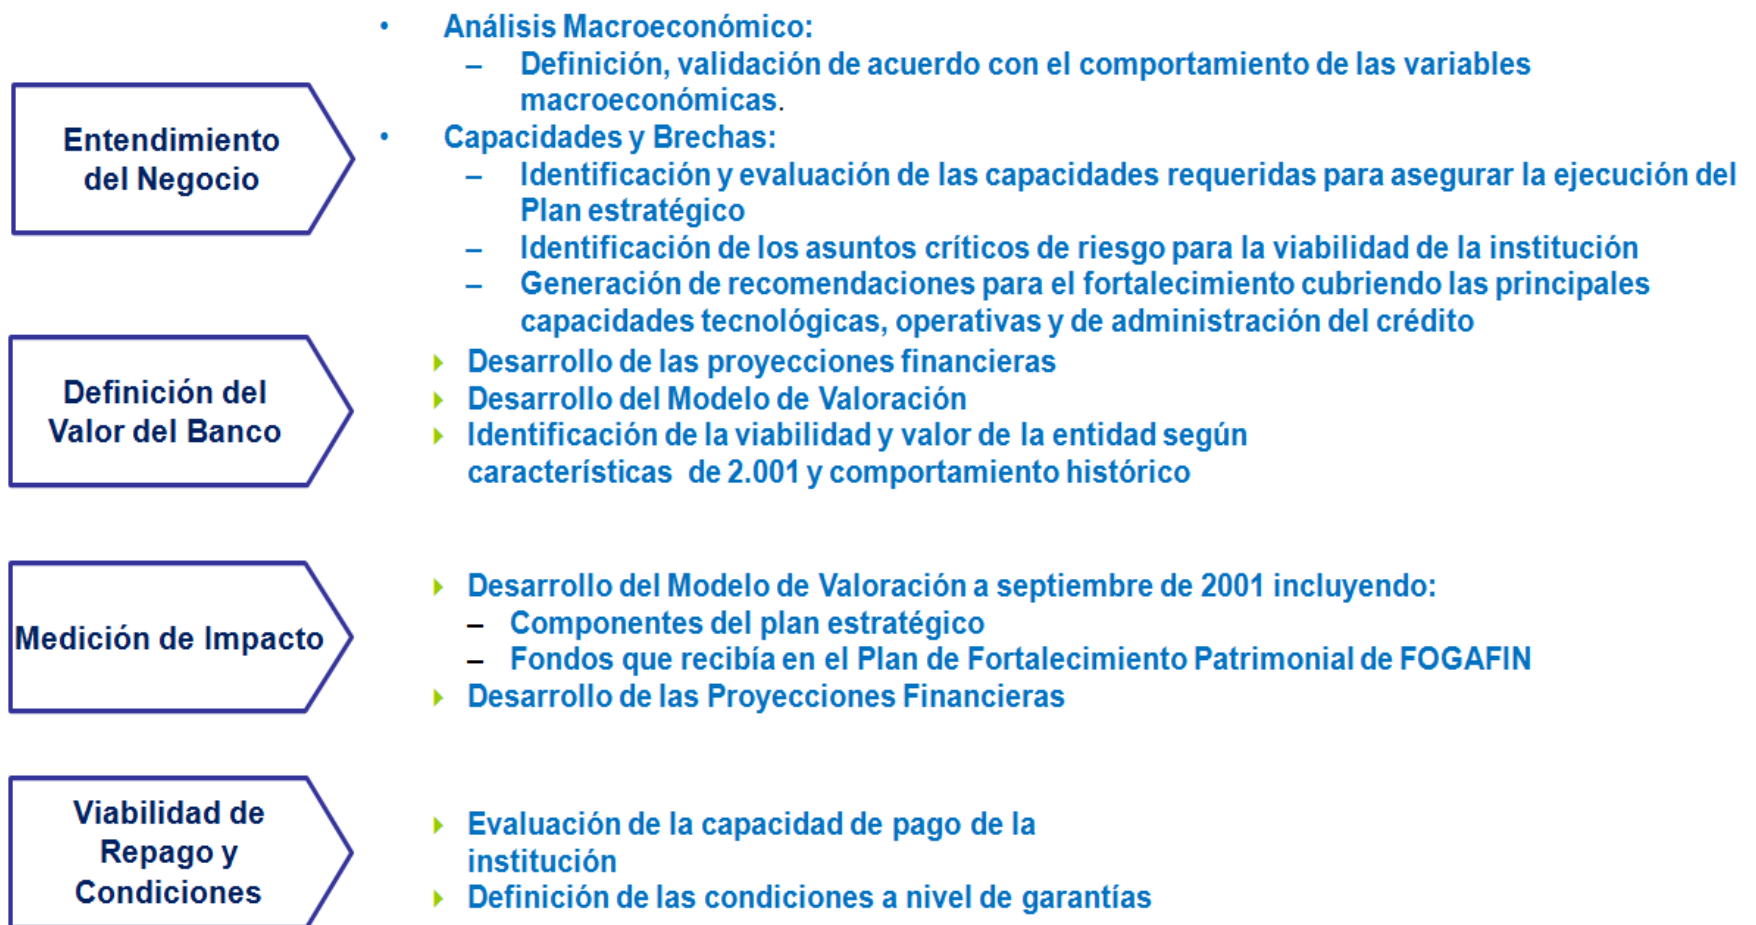 • Análisis Macroeconómico:
– Definición, validación de acuerdo con el comportamiento de las variables
macroeconómicas.
Entendimiento
del Negocio
• Capacidades y Brechas:
– Identificación y evaluación de las capacidades requeridas para asegurar la ejecución del
Plan estratégico
– Identificación de los asuntos críticos de riesgo para la viabilidad de la institución
– Generación de recomendaciones para el fortalecimiento cubriendo las principales
capacidades tecnológicas, operativas y de administración del crédito
Definición del
Valor del Banco
Desarrollo de las proyecciones financieras
Desarrollo del Modelo de Valoración
Identificación de la viabilidad y valor de la entidad según
características de 2.001 y comportamiento histórico
Medición de Impacto
Desarrollo del Modelo de Valoración a septiembre de 2001 incluyendo:
– Componentes del plan estratégico
– Fondos que recibía en el Plan de Fortalecimiento Patrimonial de FOGAFIN
Desarrollo de las Proyecciones Financieras
Viabilidad de
Repago y
Condiciones
Evaluación de la capacidad de pago de la
institución
Definición de las condiciones a nivel de garantías